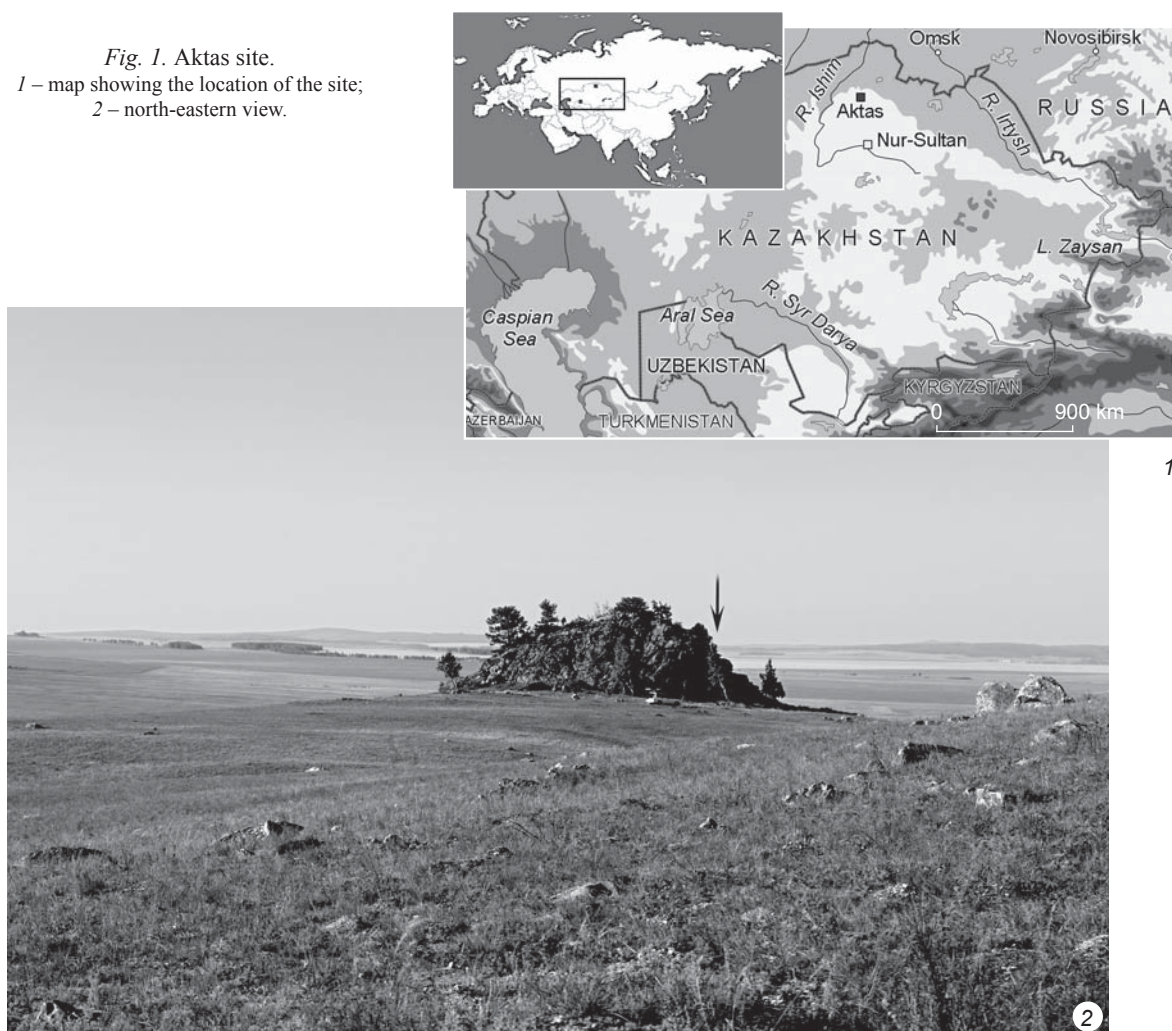 Fig. 1. Aktas site.
1 – map showing the location of the site;
2 – north-eastern view.
Omsk
Novosibirsk
R. Ishim
Aktas
R. Irtysh
RUSSIA
Nur-Sultan
KAZAKHSTAN
L. Zaysan
Caspian
Sea
Aral Sea
R. Syr Darya
UZBEKISTAN
KYRGYZSTAN
AZERBAIJAN
TURKMENISTAN
0 900 km
1
2